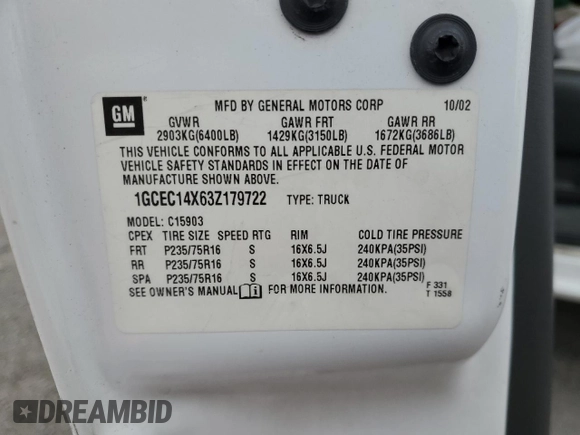 GM ®
MFD BY GENERAL MOTORS CORP 10/02
GVWR GAWR FRT GAWR RR
2903KG(6400LB) 1429KG(3150LB) 1672KG(3686LB)
THIS VEHICLE CONFORMS TO ALL APPLICABLE U.S. FEDERAL MOTOR
VEHICLE SAFETY STANDARDS IN EFFECT ON THE DATE OF
MANUFACTURE SHOWN ABOVE.
1GCEC14X63Z179722 TYPE: TRUCK
MODEL: C15903
CPEX TIRE SIZE SPEED RTG RIM COLD TIRE PRESSURE
FRT P235/75R16 S 16X6.5J 240KPA(35PSI)
RR P235/75R16 S 16X6.5J 240KPA(35PSI)
SPA P235/75R16 S 16X6.5J 240KPA(35PSI)
SEE OWNER'S MANUAL FOR MORE INFORMATION.
F 331
T 1558
DREAMBID